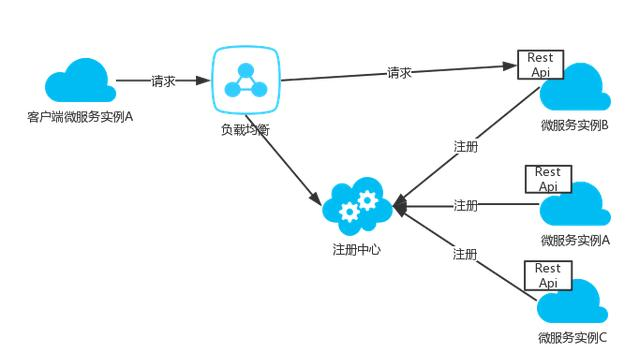 请求
客户端微服务实例A
负载均衡
请求
Rest
Api
微服务实例B
注册
注册
注册
注册中心
Rest
Api
微服务实例A
Rest
Api
微服务实例C